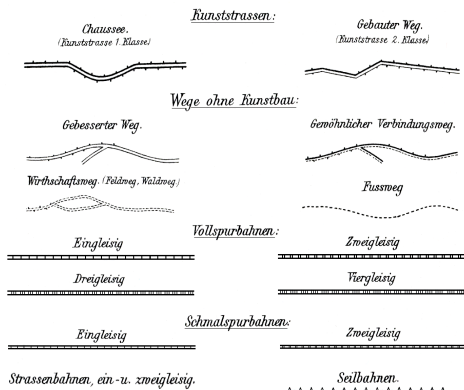 Kunststrassen:
Chaussee.
(Kunststrasse 1. Klasse)
Gebauter Weg.
(Kunststrasse 2. Klasse)
Wege ohne Kunstbau:
Gebesserter Weg.
Gewöhnlicher Verbindungsweg.
Wirthschaftsweg. (Feldweg, Waldweg.)
Fussweg
Vollspurbahnen:
Eingleisig
Zweigleisig
Dreigleisig
Viergleisig
Schmalspurbahnen:
Eingleisig
Zweigleisig
Strassenbahnen, ein-u. zweigleisig.
Seilbahnen.